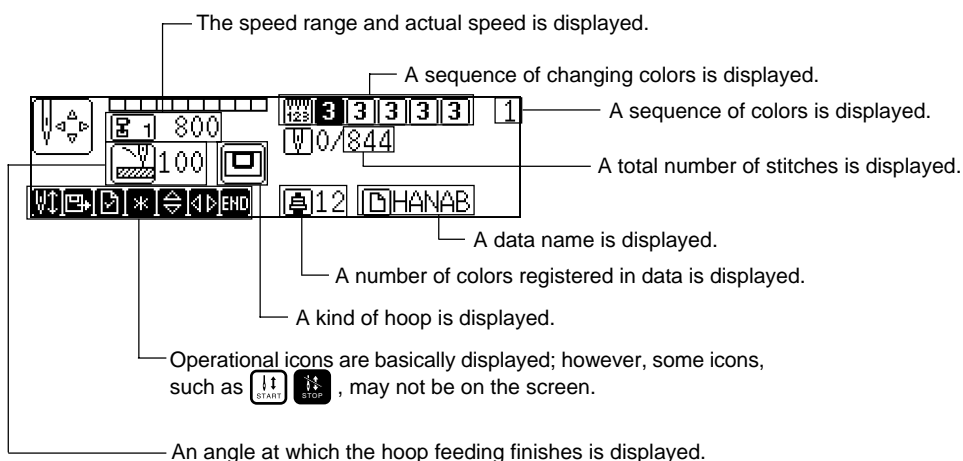 The speed range and actual speed is displayed.
A sequence of changing colors is displayed.
123 3 3 3 3 3 1
A sequence of colors is displayed.
1 800
0/844
100
A total number of stitches is displayed.
END
12 HANAB
A data name is displayed.
A number of colors registered in data is displayed.
A kind of hoop is displayed.
Operational icons are basically displayed; however, some icons,
such as START STOP , may not be on the screen.
An angle at which the hoop feeding finishes is displayed.